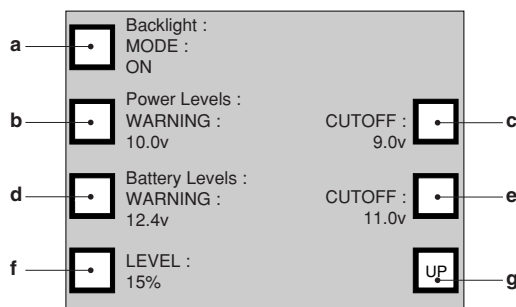 a
Backlight :
MODE :
ON
b
Power Levels :
WARNING :
10.0v
CUTOFF :
9.0v
c
d
Battery Levels :
WARNING :
12.4v
CUTOFF :
11.0v
e
f
LEVEL :
15%
UP
g